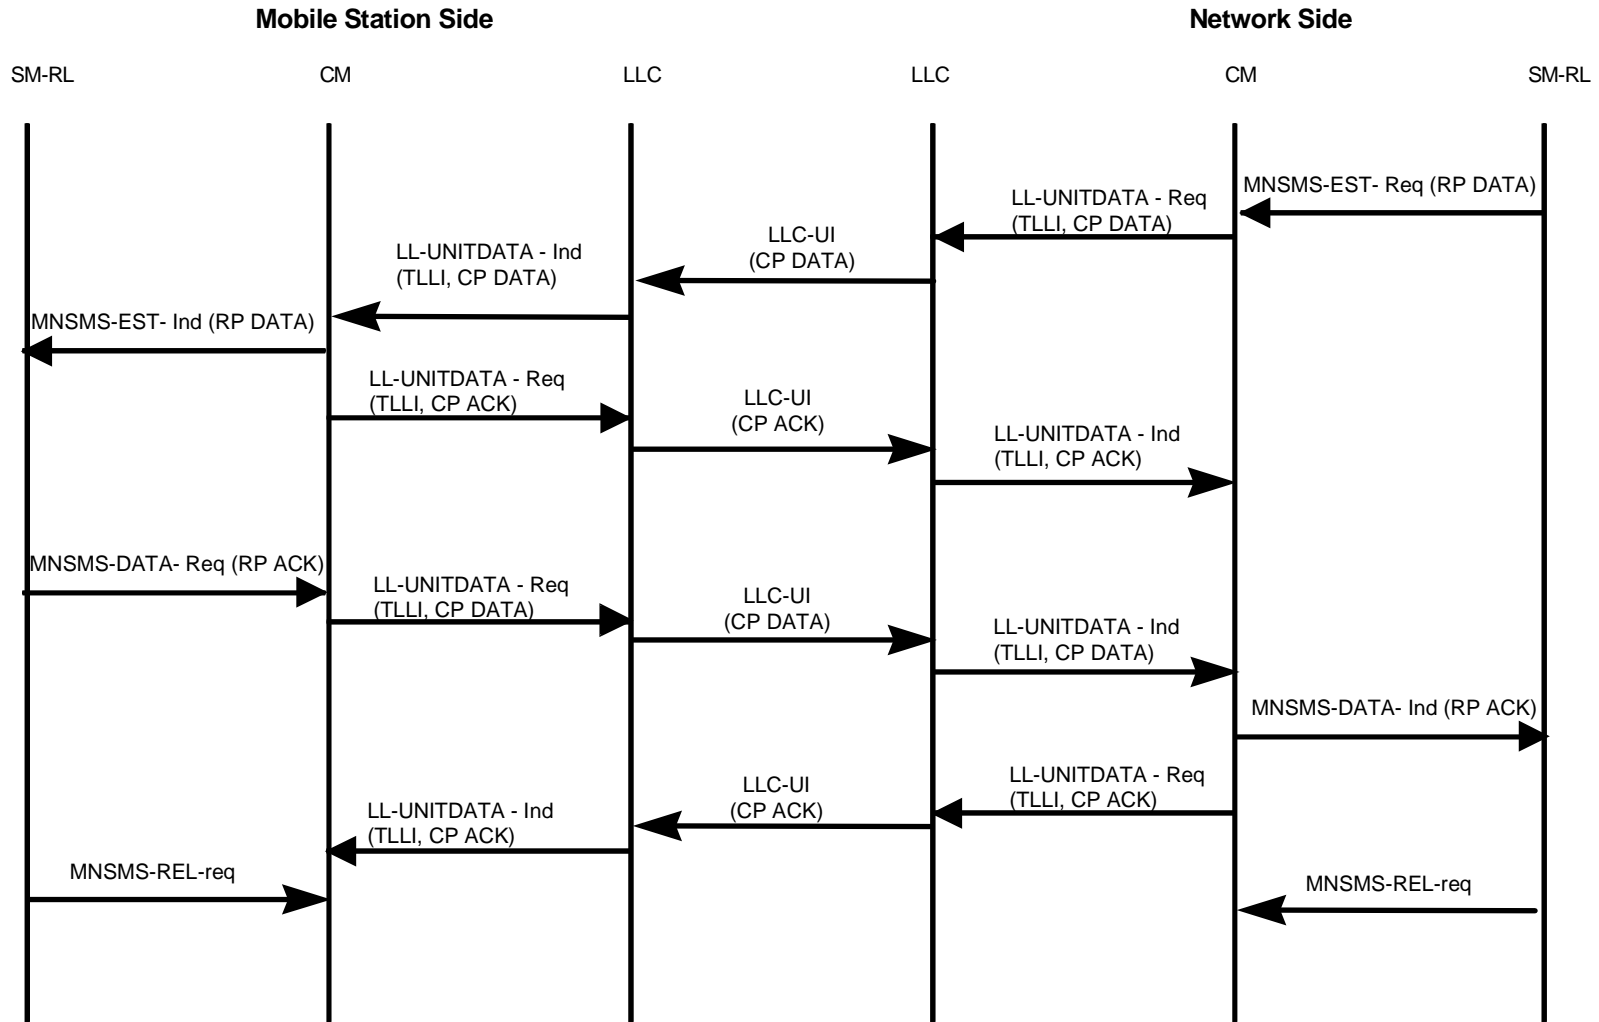 Mobile Station Side
Network Side
SM-RL
CM
LLC
LLC
CM
SM-RL
MNSMS-EST- Req (RP DATA)
LL-UNITDATA - Req
(TLLI, CP DATA)
LLC-UI
(CP DATA)
LL-UNITDATA - Ind
(TLLI, CP DATA)
MNSMS-EST- Ind (RP DATA)
LL-UNITDATA - Req
(TLLI, CP ACK)
LLC-UI
(CP ACK)
LL-UNITDATA - Ind
(TLLI, CP ACK)
MNSMS-DATA- Req (RP ACK)
LL-UNITDATA - Req
(TLLI, CP DATA)
LLC-UI
(CP DATA)
LL-UNITDATA - Ind
(TLLI, CP DATA)
MNSMS-DATA- Ind (RP ACK)
LL-UNITDATA - Req
(TLLI, CP ACK)
LLC-UI
(CP ACK)
LL-UNITDATA - Ind
(TLLI, CP ACK)
MNSMS-REL-req
MNSMS-REL-req